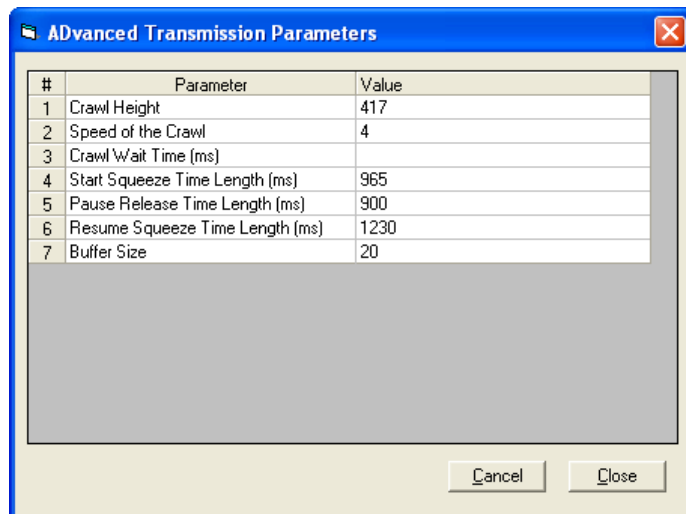 ADvanced Transmission Parameters
# Parameter Value
1 Crawl Height 417
2 Speed of the Crawl 4
3 Crawl Wait Time (ms)
4 Start Squeeze Time Length (ms) 965
5 Pause Release Time Length (ms) 900
6 Resume Squeeze Time Length (ms) 1230
7 Buffer Size 20
Cancel Close